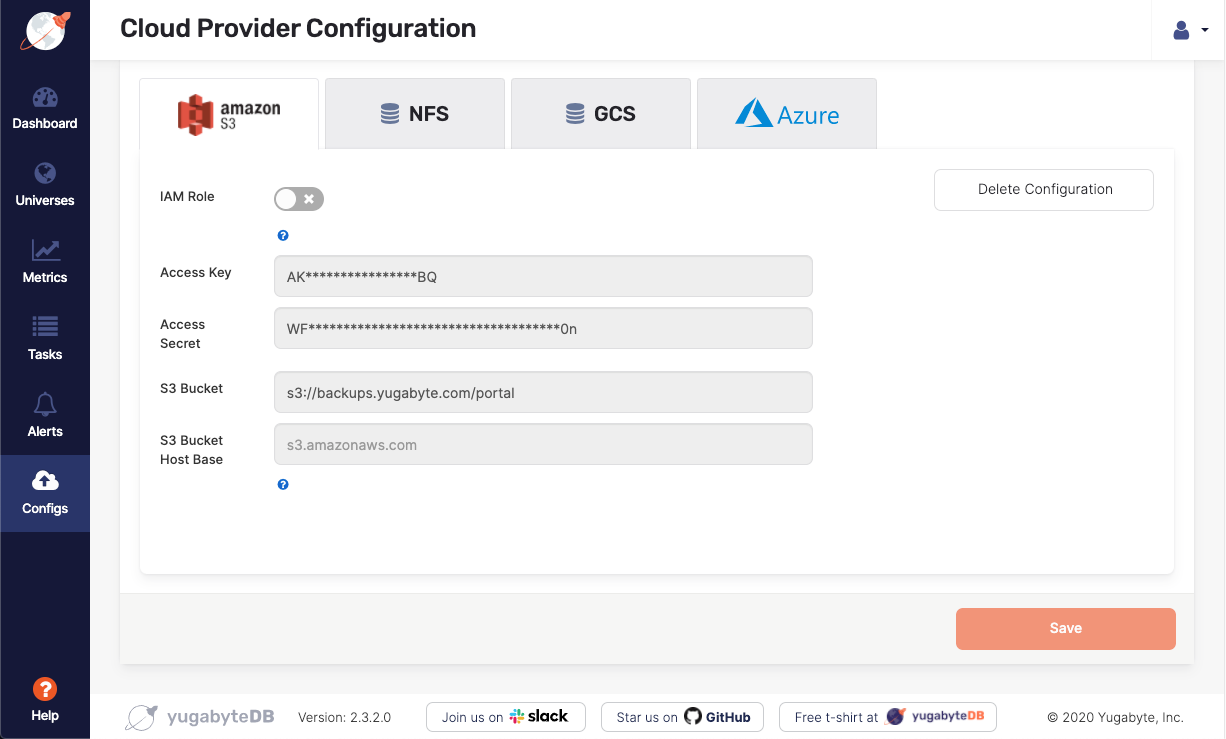 Cloud Provider Configuration
Dashboard
Universes
Metrics
Tasks
Alerts
Configs
Help
amazon
S3
NFS
GCS
Azure
IAM Role
Delete Configuration
Access Key
AK****************BQ
Access
Secret
WF************************************0n
S3 Bucket
s3://backups.yugabyte.com/portal
S3 Bucket
Host Base
s3.amazonaws.com
Save
yugabyteDB
Version: 2.3.2.0
Join us on slack
Star us on GitHub
Free t-shirt at yugabyteDB
© 2020 Yugabyte, Inc.